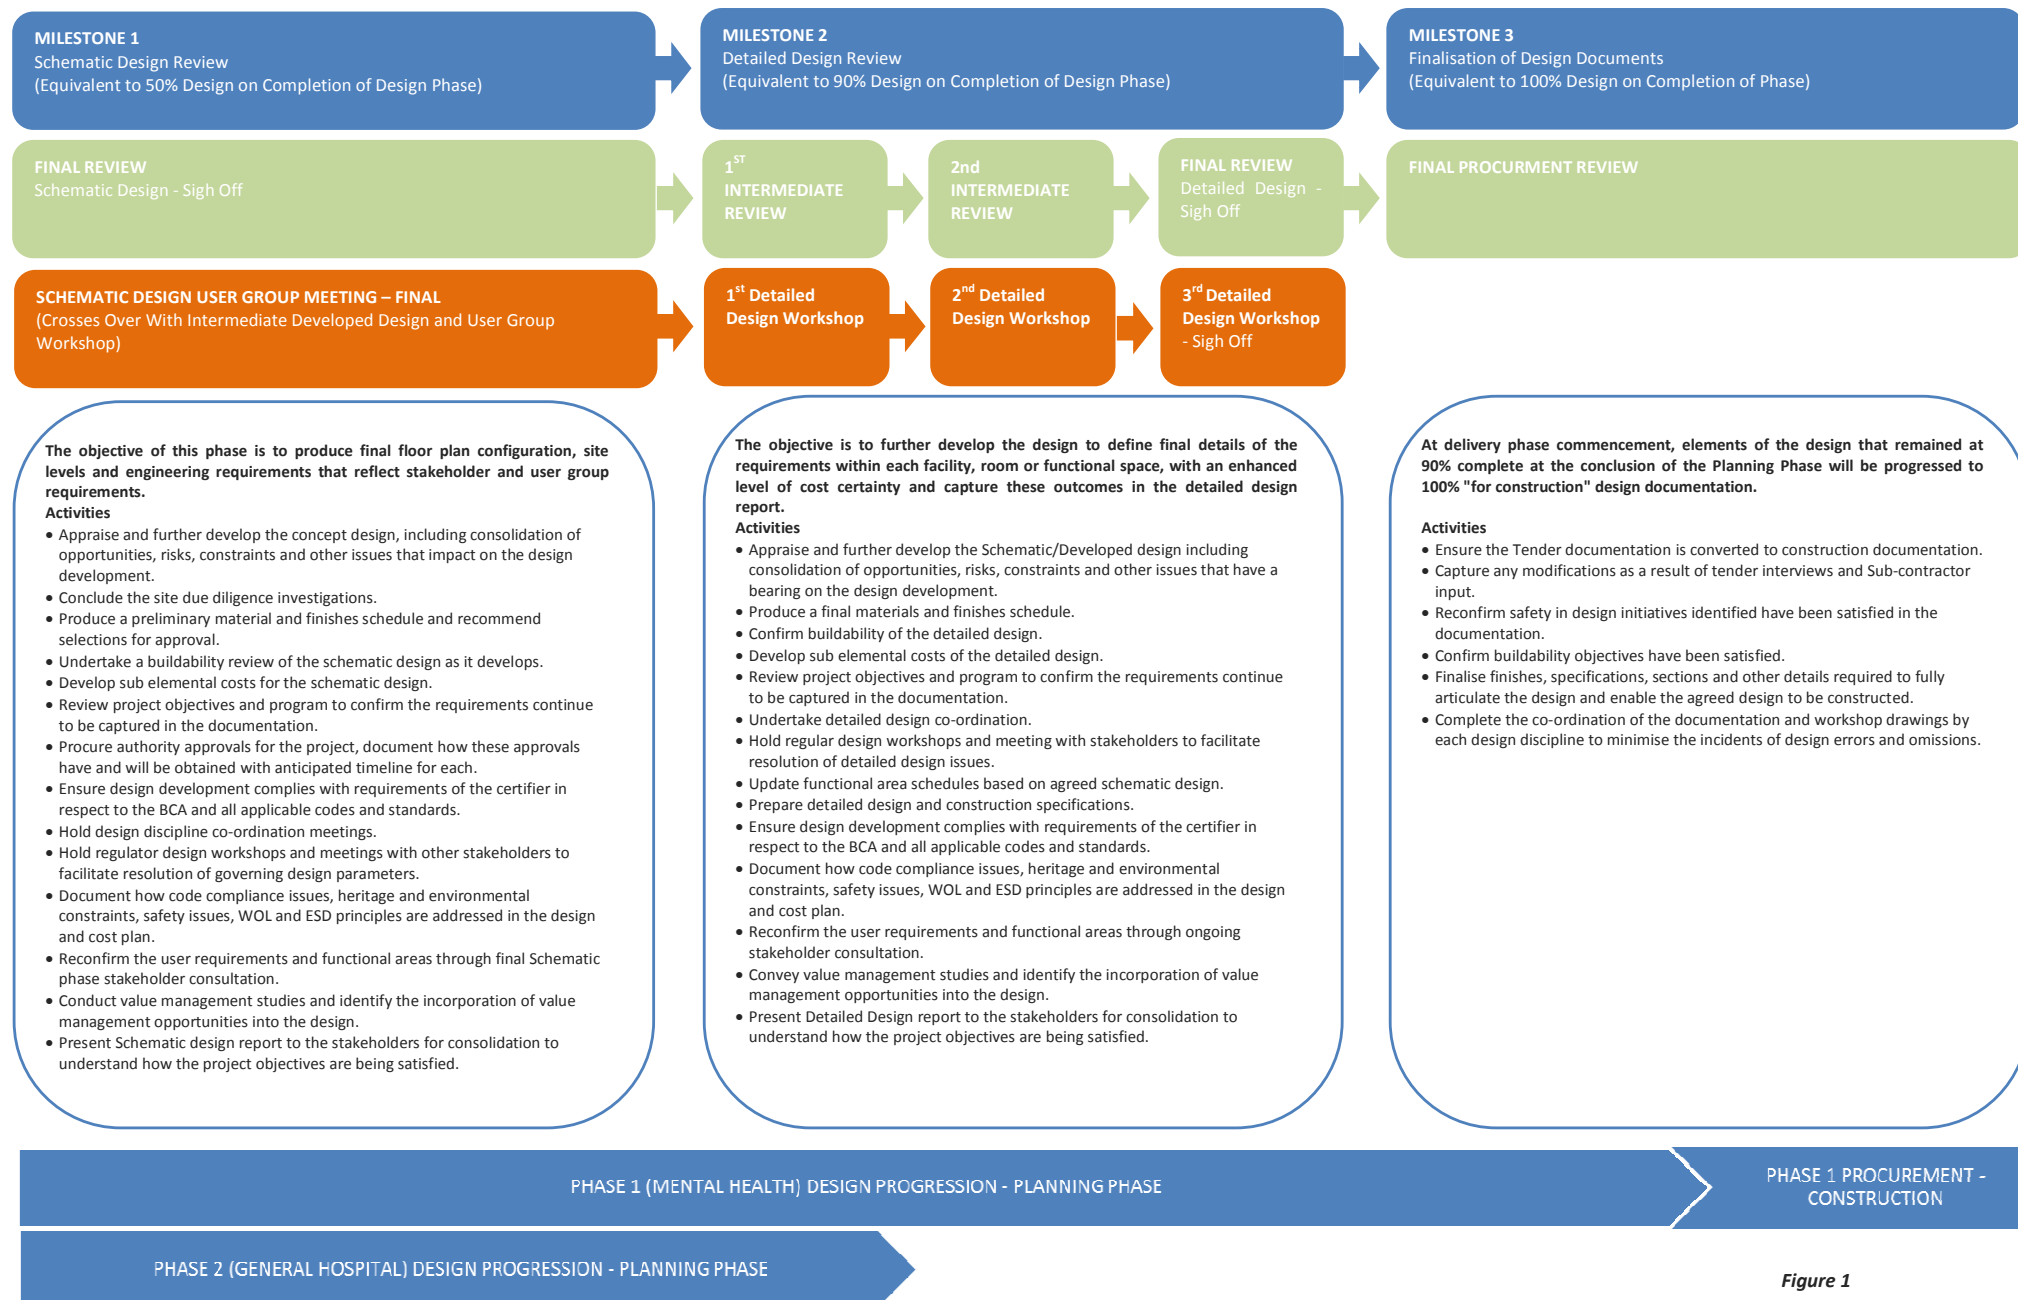 MILESTONE 1
Schematic Design Review
(Equivalent to 50% Design on Completion of Design Phase)
MILESTONE 2
Detailed Design Review
(Equivalent to 90% Design on Completion of Design Phase)
MILESTONE 3
Finalisation of Design Documents
(Equivalent to 100% Design on Completion of Phase)
FINAL REVIEW
Schematic Design - Sigh Off
1ST
INTERMEDIATE
REVIEW
2nd
INTERMEDIATE
REVIEW
FINAL REVIEW
Detailed Design -
Sigh Off
FINAL PROCURMENT REVIEW
SCHEMATIC DESIGN USER GROUP MEETING – FINAL
(Crosses Over With Intermediate Developed Design and User Group
Workshop)
1st Detailed
Design Workshop
2nd Detailed
Design Workshop
3rd Detailed
Design Workshop
- Sigh Off
The objective of this phase is to produce final floor plan configuration, site
levels and engineering requirements that reflect stakeholder and user group
requirements.
Activities
• Appraise and further develop the concept design, including consolidation of
opportunities, risks, constraints and other issues that impact on the design
development.
• Conclude the site due diligence investigations.
• Produce a preliminary material and finishes schedule and recommend
selections for approval.
• Undertake a buildability review of the schematic design as it develops.
• Develop sub elemental costs for the schematic design.
• Review project objectives and program to confirm the requirements continue
to be captured in the documentation.
• Procure authority approvals for the project, document how these approvals
have and will be obtained with anticipated timeline for each.
• Ensure design development complies with requirements of the certifier in
respect to the BCA and all applicable codes and standards.
• Hold design discipline co-ordination meetings.
• Hold regulator design workshops and meetings with other stakeholders to
facilitate resolution of governing design parameters.
• Document how code compliance issues, heritage and environmental
constraints, safety issues, WOL and ESD principles are addressed in the design
and cost plan.
• Reconfirm the user requirements and functional areas through final Schematic
phase stakeholder consultation.
• Conduct value management studies and identify the incorporation of value
management opportunities into the design.
• Present Schematic design report to the stakeholders for consolidation to
understand how the project objectives are being satisfied.
The objective is to further develop the design to define final details of the
requirements within each facility, room or functional space, with an enhanced
level of cost certainty and capture these outcomes in the detailed design
report.
Activities
• Appraise and further develop the Schematic/Developed design including
consolidation of opportunities, risks, constraints and other issues that have a
bearing on the design development.
• Produce a final materials and finishes schedule.
• Confirm buildability of the detailed design.
• Develop sub elemental costs of the detailed design.
• Review project objectives and program to confirm the requirements continue
to be captured in the documentation.
• Undertake detailed design co-ordination.
• Hold regular design workshops and meeting with stakeholders to facilitate
resolution of detailed design issues.
• Update functional area schedules based on agreed schematic design.
• Prepare detailed design and construction specifications.
• Ensure design development complies with requirements of the certifier in
respect to the BCA and all applicable codes and standards.
• Document how code compliance issues, heritage and environmental
constraints, safety issues, WOL and ESD principles are addressed in the design
and cost plan.
• Reconfirm the user requirements and functional areas through ongoing
stakeholder consultation.
• Convey value management studies and identify the incorporation of value
management opportunities into the design.
• Present Detailed Design report to the stakeholders for consolidation to
understand how the project objectives are being satisfied.
At delivery phase commencement, elements of the design that remained at
90% complete at the conclusion of the Planning Phase will be progressed to
100% "for construction" design documentation.
Activities
• Ensure the Tender documentation is converted to construction documentation.
• Capture any modifications as a result of tender interviews and Sub-contractor
input.
• Reconfirm safety in design initiatives identified have been satisfied in the
documentation.
• Confirm buildability objectives have been satisfied.
• Finalise finishes, specifications, sections and other details required to fully
articulate the design and enable the agreed design to be constructed.
• Complete the co-ordination of the documentation and workshop drawings by
each design discipline to minimise the incidents of design errors and omissions.
PHASE 1 (MENTAL HEALTH) DESIGN PROGRESSION - PLANNING PHASE
PHASE 1 PROCUREMENT -
CONSTRUCTION
PHASE 2 (GENERAL HOSPITAL) DESIGN PROGRESSION - PLANNING PHASE
Figure 1